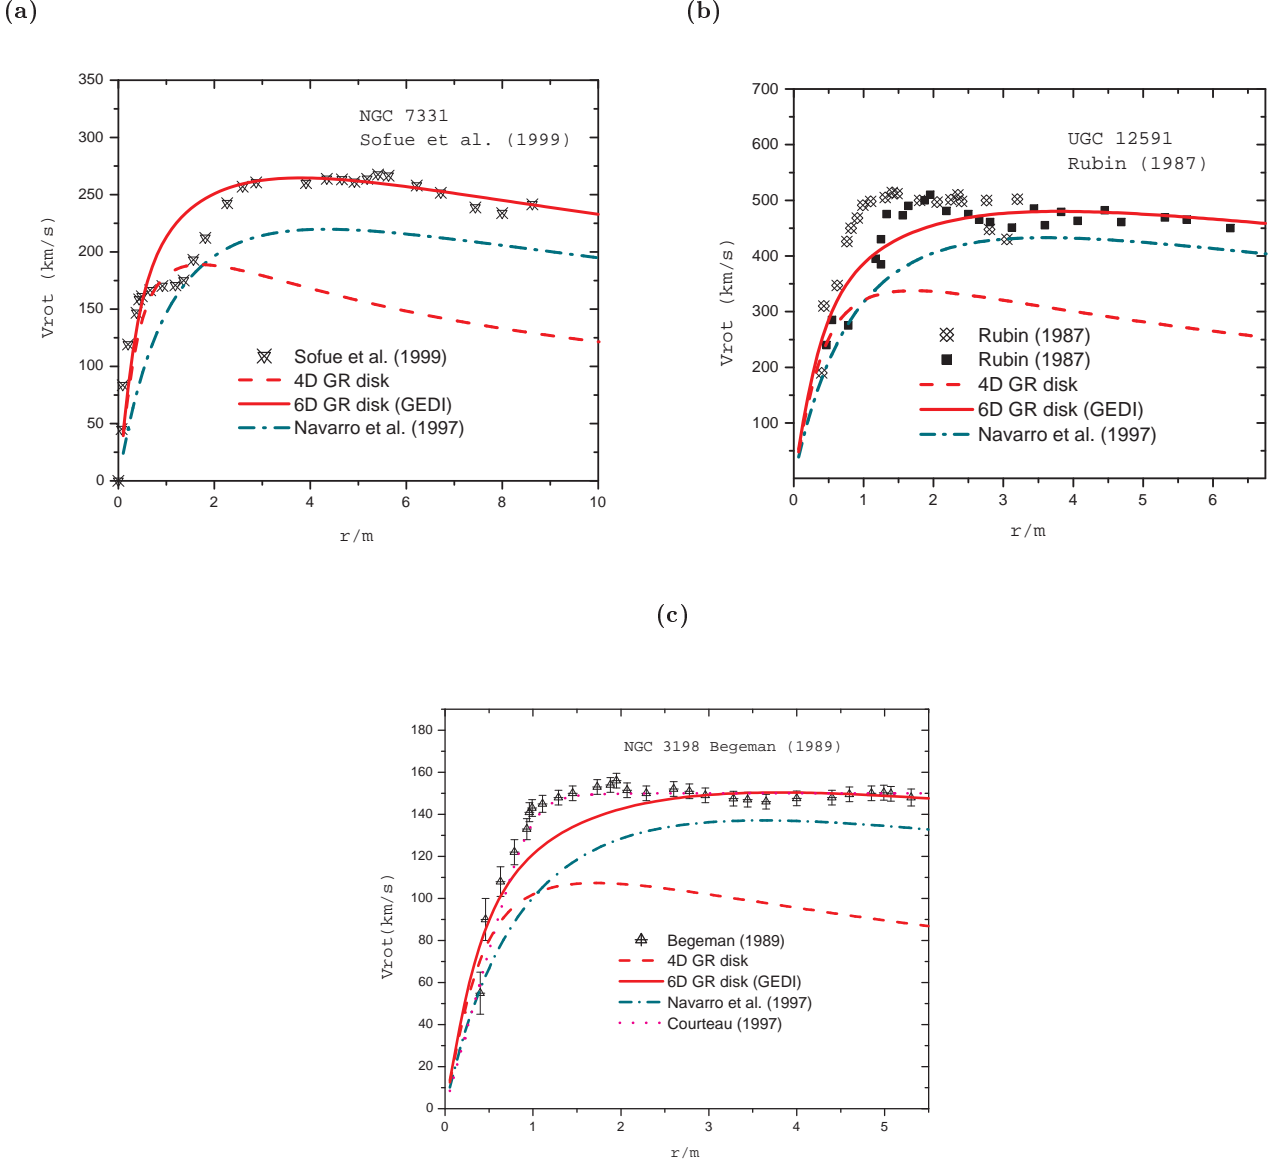 (a)
350
300
250
200
150
100
50
0
Vrot (km/s)
NGC 7331
Sofue et al. (1999)
Sofue et al. (1999)
4D GR disk
6D GR disk (GEDI)
Navarro et al. (1997)
0 2 4 6 8 10
r/m
(b)
700
600
500
400
300
200
100
Vrot (km/s)
UGC 12591
Rubin (1987)
Rubin (1987)
Rubin (1987)
4D GR disk
6D GR disk (GEDI)
Navarro et al. (1997)
0 1 2 3 4 5 6
r/m
(c)
180
160
140
120
100
80
60
40
20
0
Vrot(km/s)
NGC 3198 Begeman (1989)
Begeman (1989)
4D GR disk
6D GR disk (GEDI)
Navarro et al. (1997)
Courteau (1997)
0 1 2 3 4 5
r/m